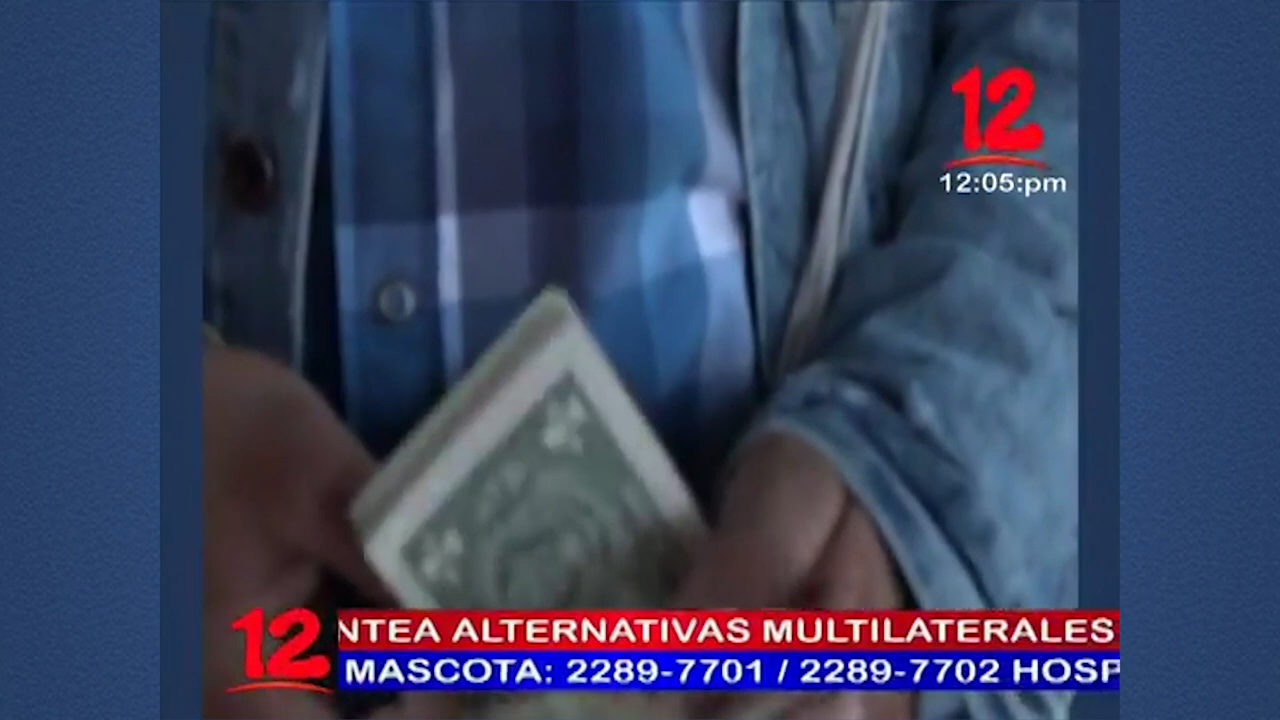 12
12:05:pm
12
NTEA ALTERNATIVAS MULTILATERALES
MASCOTA: 2289-7701 / 2289-7702 HOSP